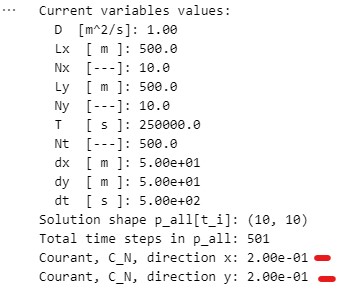 Current variables values:
D [m^2/s]: 1.00
Lx [ m ]: 500.0
Nx [---]: 10.0
Ly [ m ]: 500.0
Ny [---]: 10.0
T [ s ]: 250000.0
Nt [---]: 500.0
dx [ m ]: 5.00e+01
dy [ m ]: 5.00e+01
dt [ s ]: 5.00e+02
Solution shape p_all[t_i]: (10, 10)
Total time steps in p_all: 501
Courant, C_N, direction x: 2.00e-01
Courant, C_N, direction y: 2.00e-01